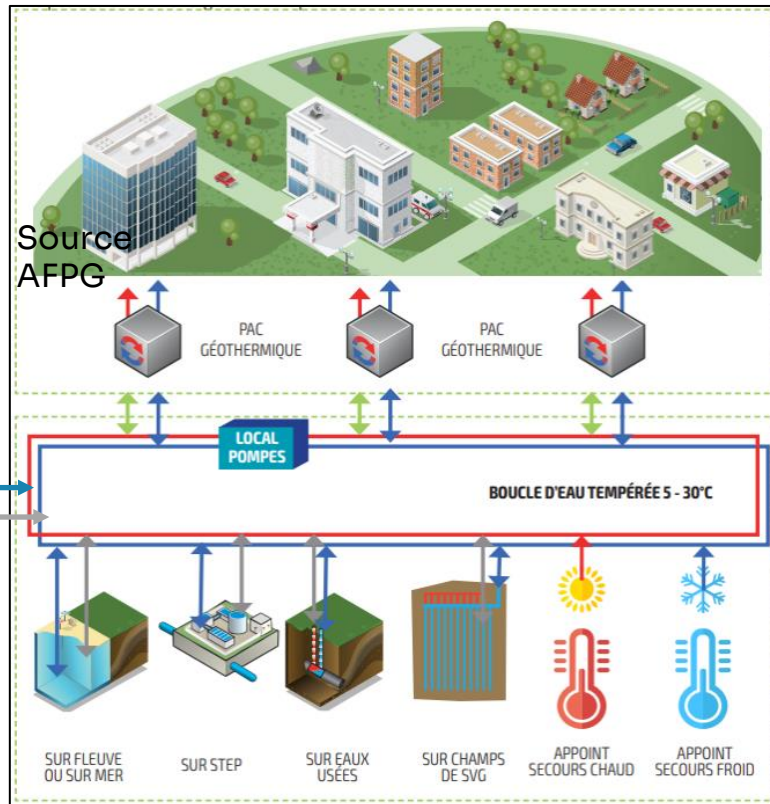 Source
AFPG
PAC
GÉOTHERMIQUE
PAC
GÉOTHERMIQUE
LOCAL
POMPES
BOUCLE D'EAU TEMPÉRÉE 5 - 30°C
SUR FLEUVE
OU SUR MER
SUR STEP
SUR EAUX
USÉES
SUR CHAMPS
DE SVG
APPOINT
SECOURS CHAUD
APPOINT
SECOURS FROID